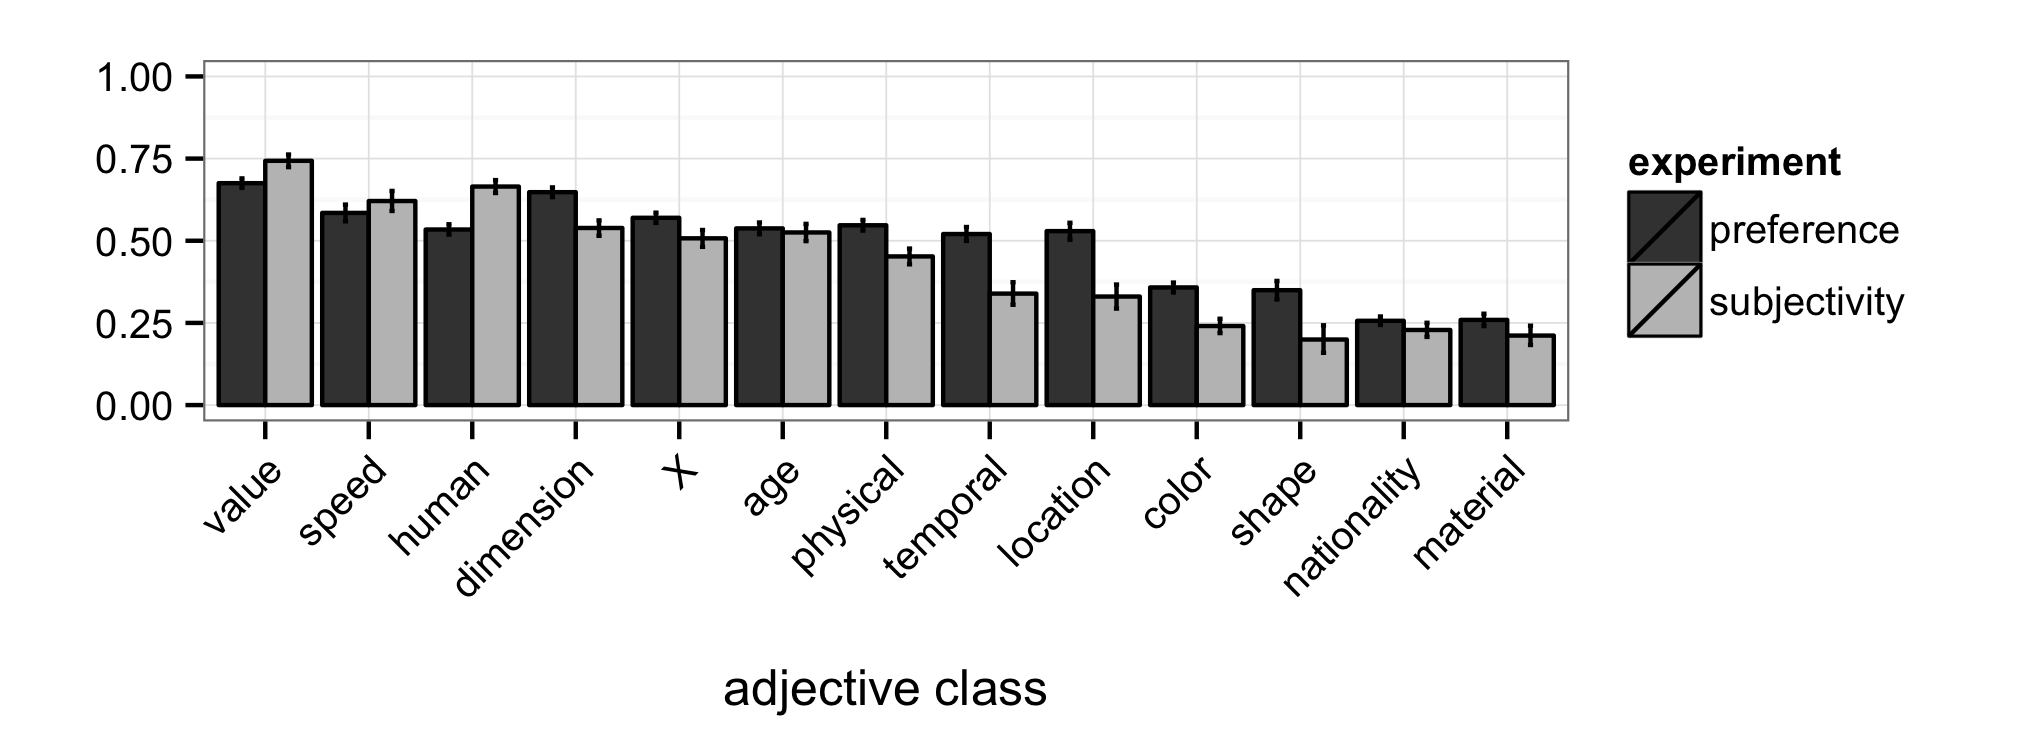 1.00
0.75
0.50
0.25
0.00
value
speed
human
dimension
X
age
physical
temporal
location
color
shape
nationality
material
adjective class
experiment
preference
subjectivity